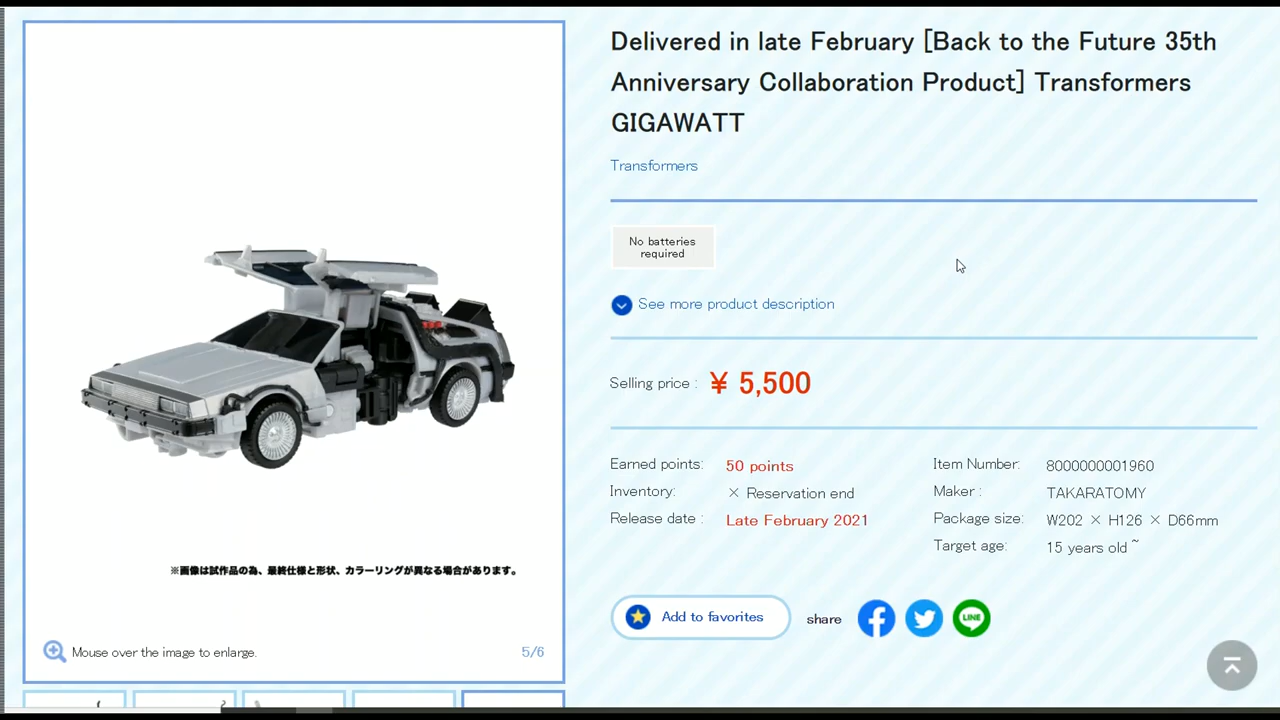 Delivered in late February [Back to the Future 35th
Anniversary Collaboration Product] Transformers
GIGAWATT
Transformers
No batteries
required
See more product description
Selling price : ¥ 5,500
Earned points: 50 points
Inventory: × Reservation end
Release date : Late February 2021
Item Number: 8000000001960
Maker : TAKARATOMY
Package size: W202 × H126 × D66mm
Target age: 15 years old ~
Add to favorites
share
LINE
※画像は試作品の為、最終仕様と形状、カラーリングが異なる場合があります。
Mouse over the image to enlarge.
5/6